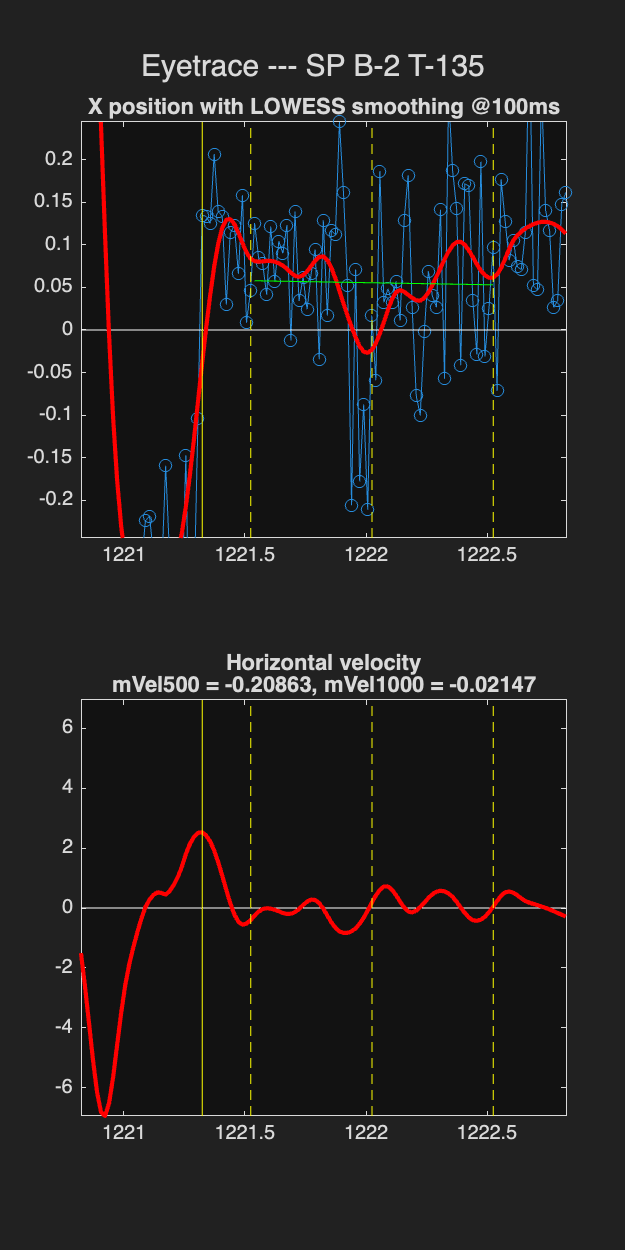 Eyetrace --- SP B-2 T-135
X position with LOWESS smoothing @100ms
0.2
0.15
0.1
0.05
0
-0.05
-0.1
-0.15
-0.2
1221 1221.5 1222 1222.5
Horizontal velocity
mVel500 = -0.20863, mVel1000 = -0.02147
6
4
2
0
-2
-4
-6
1221 1221.5 1222 1222.5